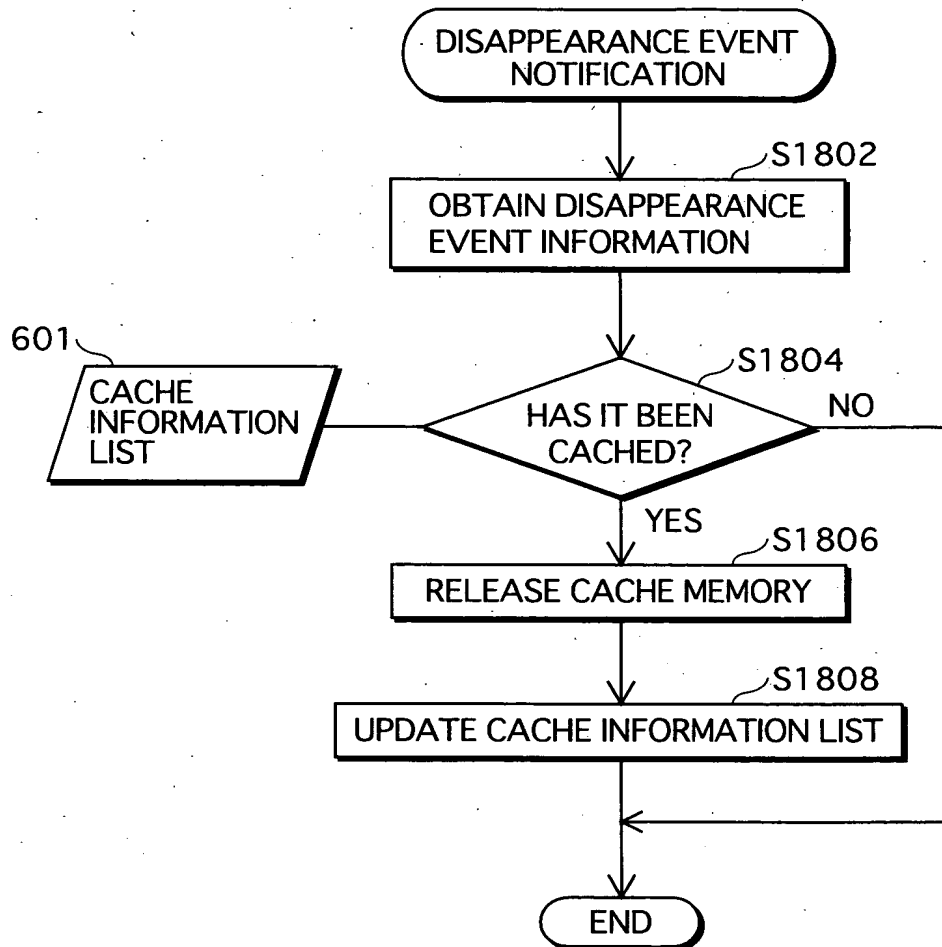 DISAPPEARANCE EVENT
NOTIFICATION
S1802
OBTAIN DISAPPEARANCE
EVENT INFORMATION
601
CACHE
INFORMATION
LIST
S1804
HAS IT BEEN
CACHED?
NO
YES
S1806
RELEASE CACHE MEMORY
S1808
UPDATE CACHE INFORMATION LIST
END